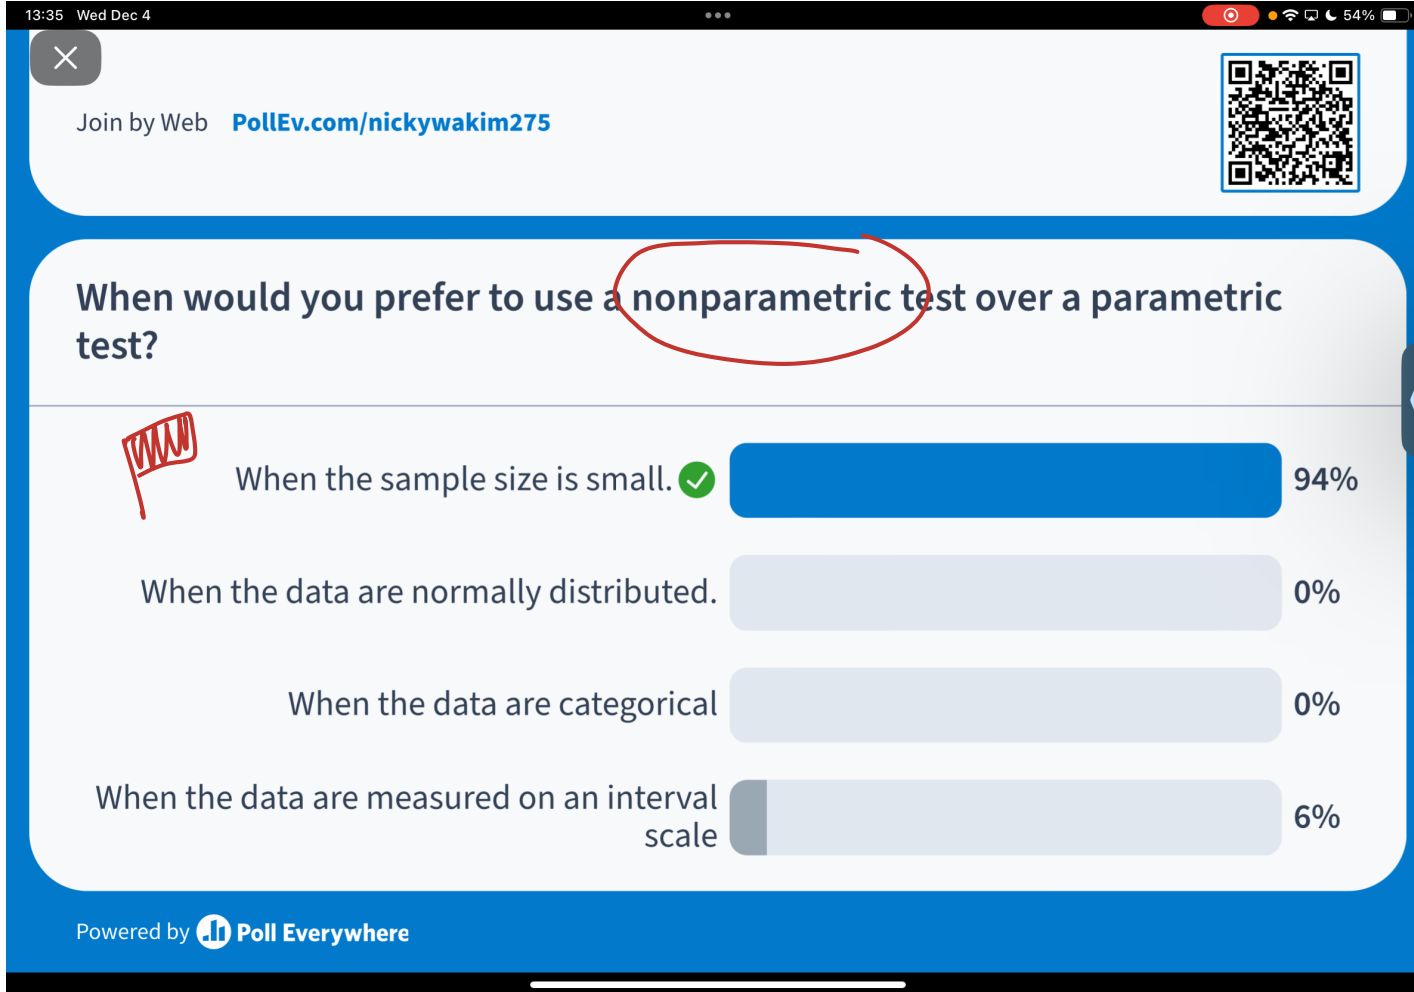 13:35 Wed Dec 4
54%
Join by Web PollEv.com/nickywakim275
When would you prefer to use a nonparametric test over a parametric
test?
When the sample size is small. 94%
When the data are normally distributed. 0%
When the data are categorical 0%
When the data are measured on an interval
scale 6%
Powered by Poll Everywhere